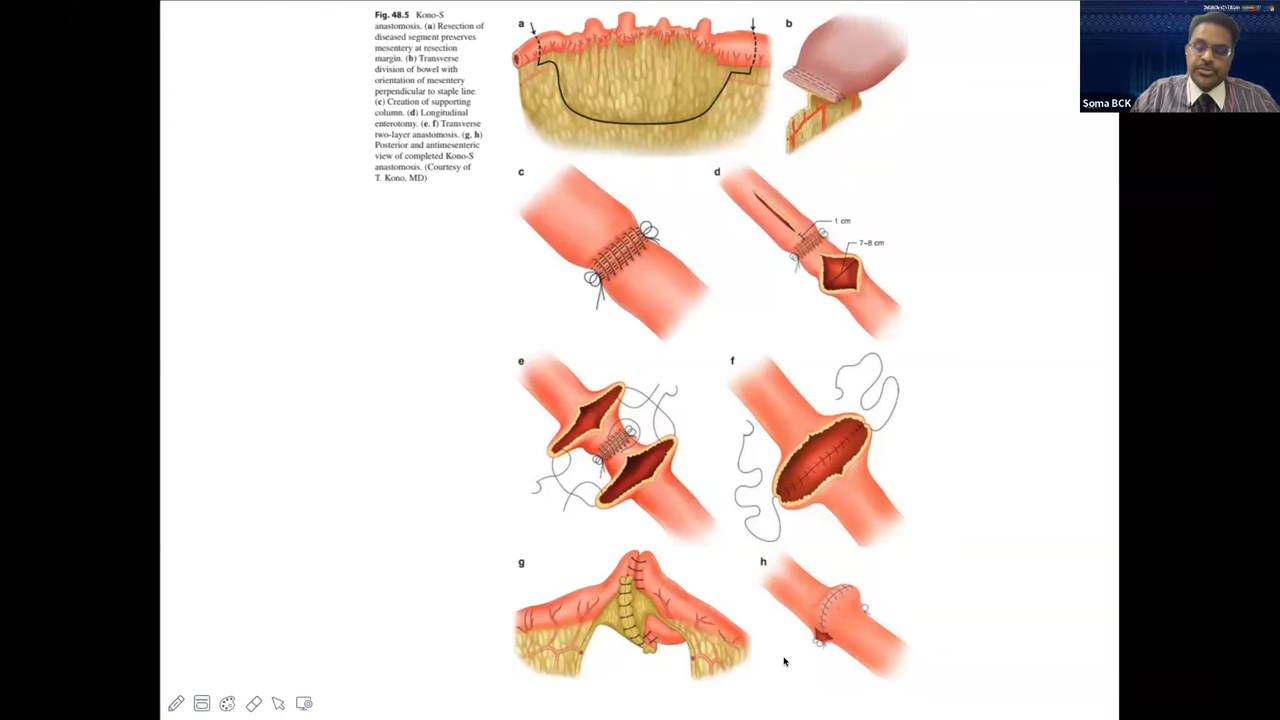 Fig. 48.5 Kono-S
anastomosis. (a) Resection of
diseased segment preserves
mesentery at resection
margin. (b) Transverse
division of bowel with
orientation of mesentery
perpendicular to staple line.
(c) Creation of supporting
column. (d) Longitudinal
enterotomy. (e, f) Transverse
two-layer anastomosis. (g, h)
Posterior and antimesenteric
view of completed Kono-S
anastomosis. (Courtesy of
T. Kono, MD)
a
b
c
d
1 cm
7–8 cm
e
f
g
h
Soma BCK